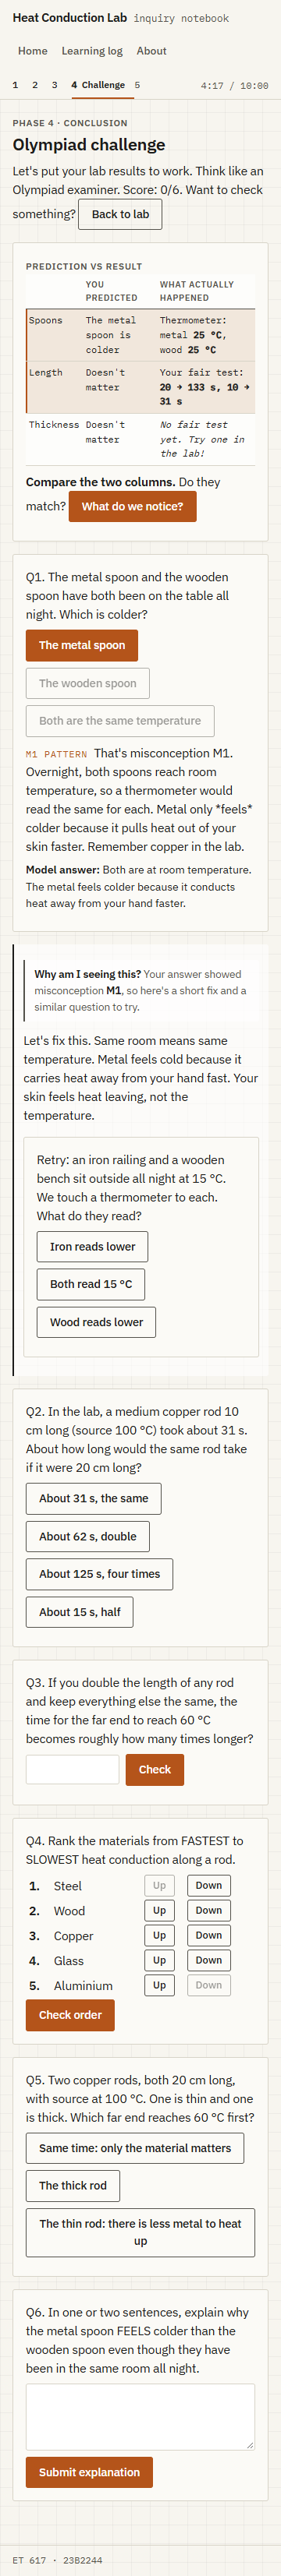 Heat Conduction Lab inquiry notebook
Home Learning log About
1 2 3 4 Challenge 5 4:17 / 10:00
PHASE 4 · CONCLUSION
Olympiad challenge
Let's put your lab results to work. Think like an
Olympiad examiner. Score: 0/6. Want to check
something? Back to lab
PREDICTION VS RESULT
YOU PREDICTED WHAT ACTUALLY HAPPENED
Spoons The metal spoon is colder Thermometer: metal 25 °C, wood 25 °C
Length Doesn't matter Your fair test: 20 → 133 s, 10 → 31 s
Thickness Doesn't matter No fair test yet. Try one in the lab!
Compare the two columns. Do they
match? What do we notice?
Q1. The metal spoon and the wooden
spoon have both been on the table all
night. Which is colder?
The metal spoon
The wooden spoon
Both are the same temperature
M1 PATTERN That's misconception M1.
Overnight, both spoons reach room
temperature, so a thermometer would
read the same for each. Metal only *feels*
colder because it pulls heat out of your
skin faster. Remember copper in the lab.
Model answer: Both are at room temperature.
The metal feels colder because it conducts
heat away from your hand faster.
Why am I seeing this? Your answer showed
misconception M1, so here's a short fix and a
similar question to try.
Let's fix this. Same room means same
temperature. Metal feels cold because it
carries heat away from your hand fast. Your
skin feels heat leaving, not the
temperature.
Retry: an iron railing and a wooden
bench sit outside all night at 15 °C.
We touch a thermometer to each.
What do they read?
Iron reads lower
Both read 15 °C
Wood reads lower
Q2. In the lab, a medium copper rod 10
cm long (source 100 °C) took about 31 s.
About how long would the same rod take
if it were 20 cm long?
About 31 s, the same
About 62 s, double
About 125 s, four times
About 15 s, half
Q3. If you double the length of any rod
and keep everything else the same, the
time for the far end to reach 60 °C
becomes roughly how many times longer?
Check
Q4. Rank the materials from FASTEST to
SLOWEST heat conduction along a rod.
1. Steel Up Down
2. Wood Up Down
3. Copper Up Down
4. Glass Up Down
5. Aluminium Up Down
Check order
Q5. Two copper rods, both 20 cm long,
with source at 100 °C. One is thin and one
is thick. Which far end reaches 60 °C first?
Same time: only the material matters
The thick rod
The thin rod: there is less metal to heat
up
Q6. In one or two sentences, explain why
the metal spoon FEELS colder than the
wooden spoon even though they have
been in the same room all night.
Submit explanation
ET 617 · 23B2244